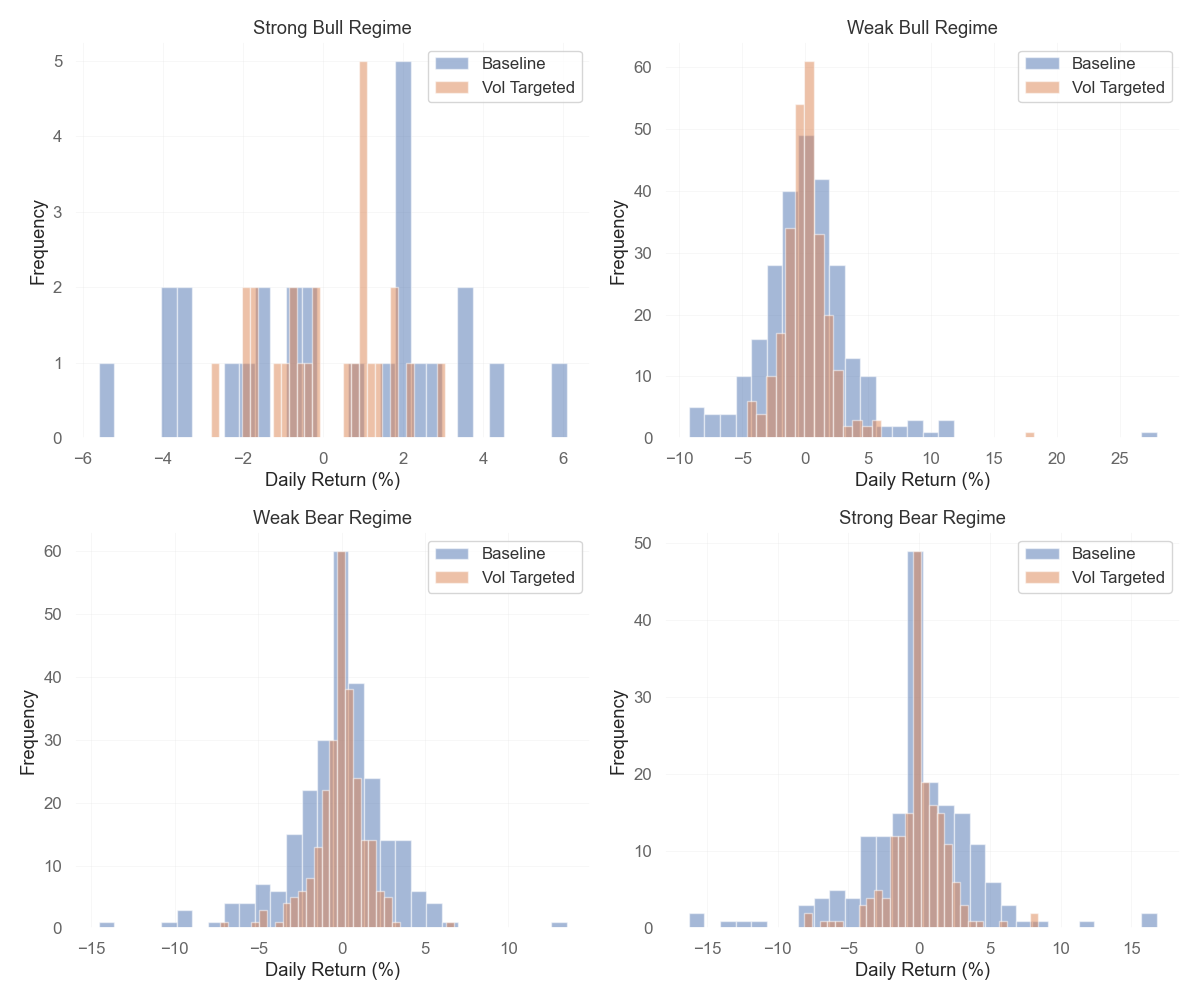 Strong Bull Regime
Baseline
Vol Targeted
5
4
3
2
1
0
Frequency
−6
−4
−2
0
2
4
6
Daily Return (%)
Weak Bull Regime
Baseline
Vol Targeted
60
50
40
30
20
10
0
Frequency
−10
−5
0
5
10
15
20
25
Daily Return (%)
Weak Bear Regime
Baseline
Vol Targeted
60
50
40
30
20
10
0
Frequency
−15
−10
−5
0
5
10
Daily Return (%)
Strong Bear Regime
Baseline
Vol Targeted
50
40
30
20
10
0
Frequency
−15
−10
−5
0
5
10
15
Daily Return (%)